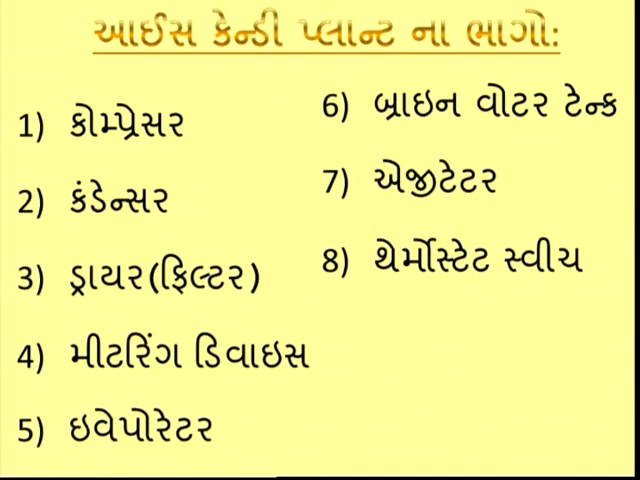 આઈસ કેન્ડી પ્લાન્ટ ના ભાગો:
1) કોમ્પ્રેસર
2) કંડેન્સર
3) ડ્રાયર(ફિલ્ટર)
4) મીટરિંગ ડિવાઇસ
5) ઇવેપોરેટર
6) બ્રાઇન વોટર ટેન્ક
7) એજીટેટર
8) થેર્મોસ્ટેટ સ્વીચ